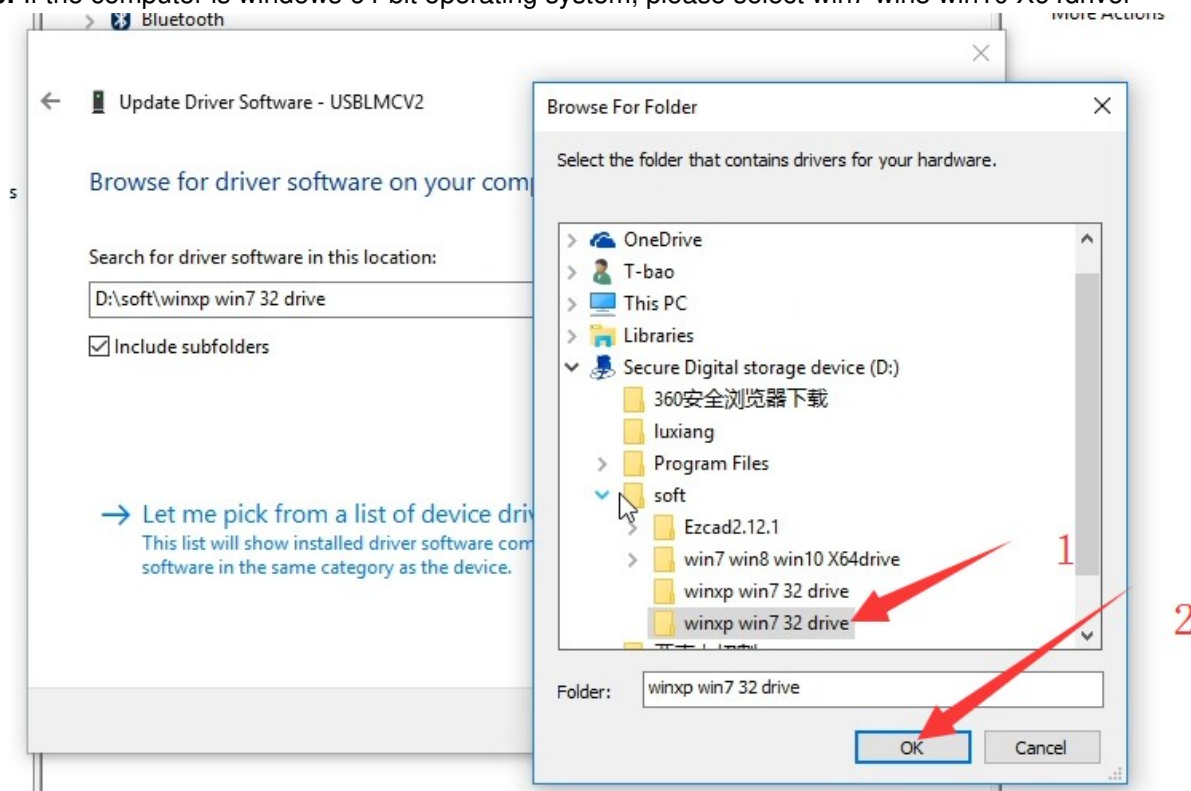 If the computer is windows 64 bit operating system, please select win7 win8 win10 X64driver
Bluetooth
More Actions
Update Driver Software - USBLMCV2
Browse for driver software on your com
Search for driver software in this location:
D:\soft\winxp win7 32 drive
Include subfolders
Let me pick from a list of device driv
This list will show installed driver software com
software in the same category as the device.
s
Browse For Folder
Select the folder that contains drivers for your hardware.
OneDrive
T-bao
This PC
Libraries
Secure Digital storage device (D:)
360安全浏览器下载
luxiang
Program Files
soft
Ezcad2.12.1
win7 win8 win10 X64drive
winxp win7 32 drive
winxp win7 32 drive
1
2
Folder: winxp win7 32 drive
OK Cancel